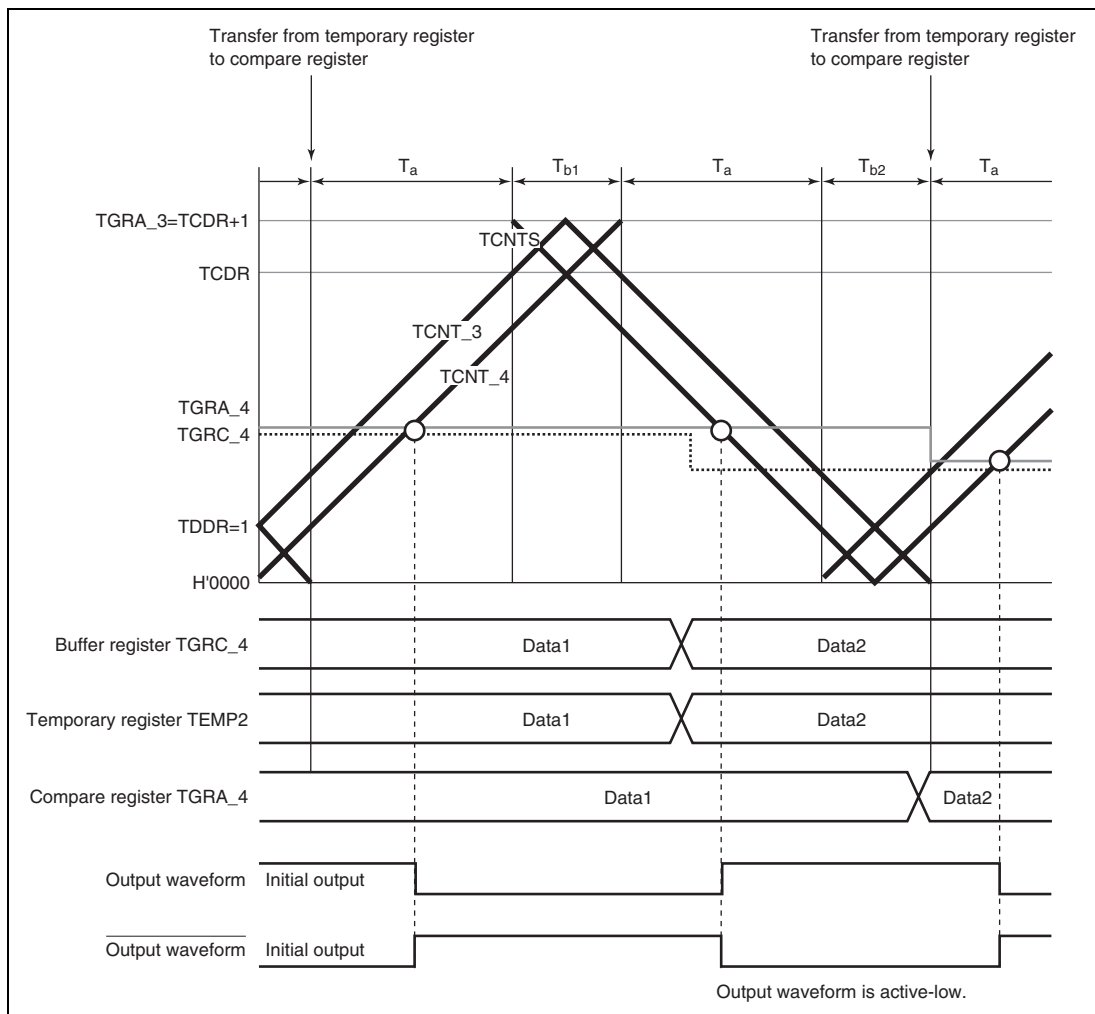 Transfer from temporary register
to compare register
Transfer from temporary register
to compare register
Ta
Tb1
Ta
Tb2
Ta
TGRA_3=TCDR+1
TCNTS
TCDR
TCNT_3
TCNT_4
TGRA_4
TGRC_4
TDDR=1
H'0000
Buffer register TGRC_4
Data1
Data2
Temporary register TEMP2
Data1
Data2
Compare register TGRA_4
Data1
Data2
Output waveform
Initial output
Output waveform
Initial output
Output waveform is active-low.